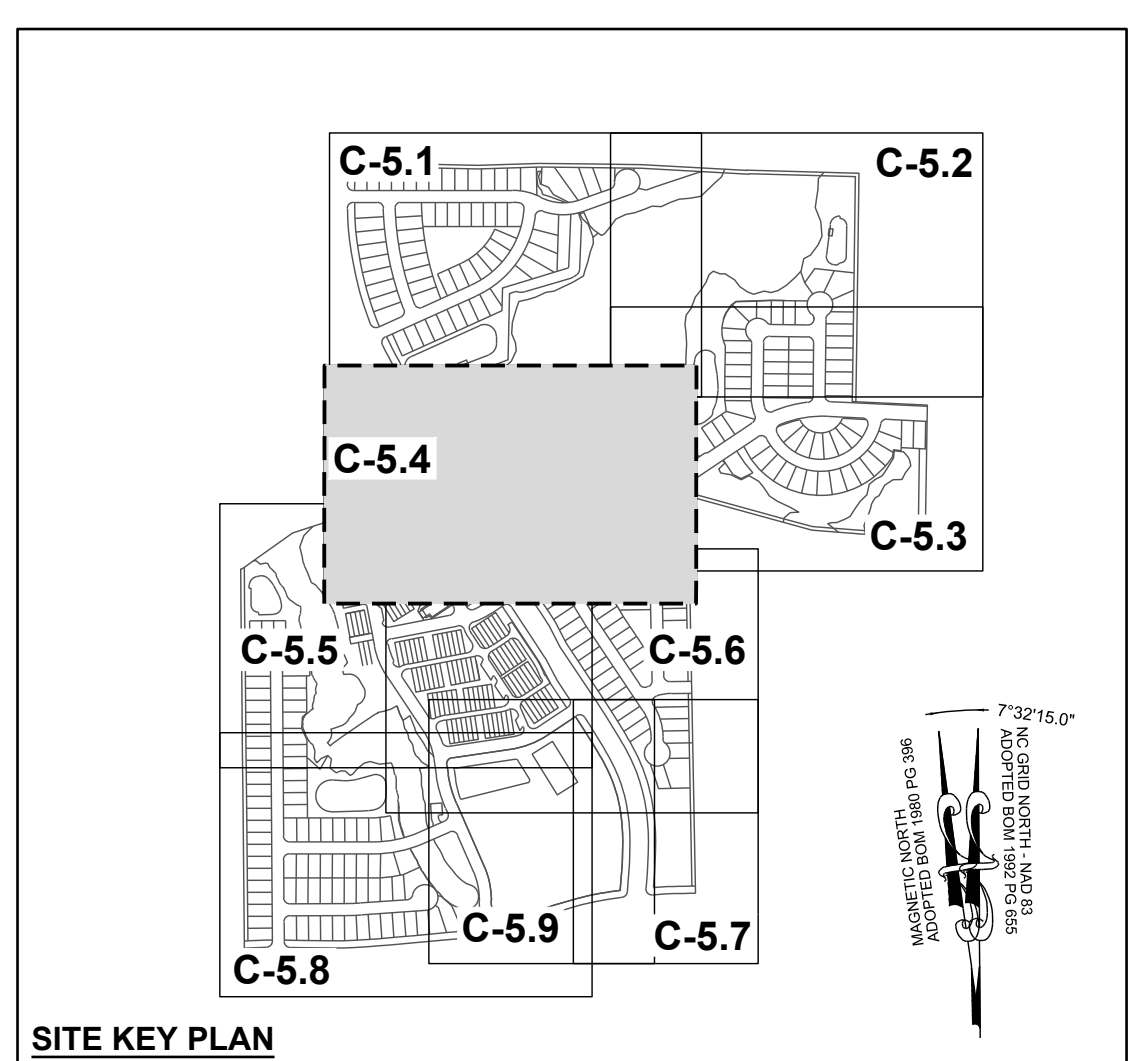 C-5.1
C-5.2
C-5.4
C-5.3
C-5.5
C-5.6
7°32'15.0"
MAGNETIC NORTH
ADOPTED BOM 1980 PG 396
NC GRID NORTH - NAD 83
ADOPTED BOM 1992 PG 655
C-5.9
C-5.7
C-5.8
SITE KEY PLAN